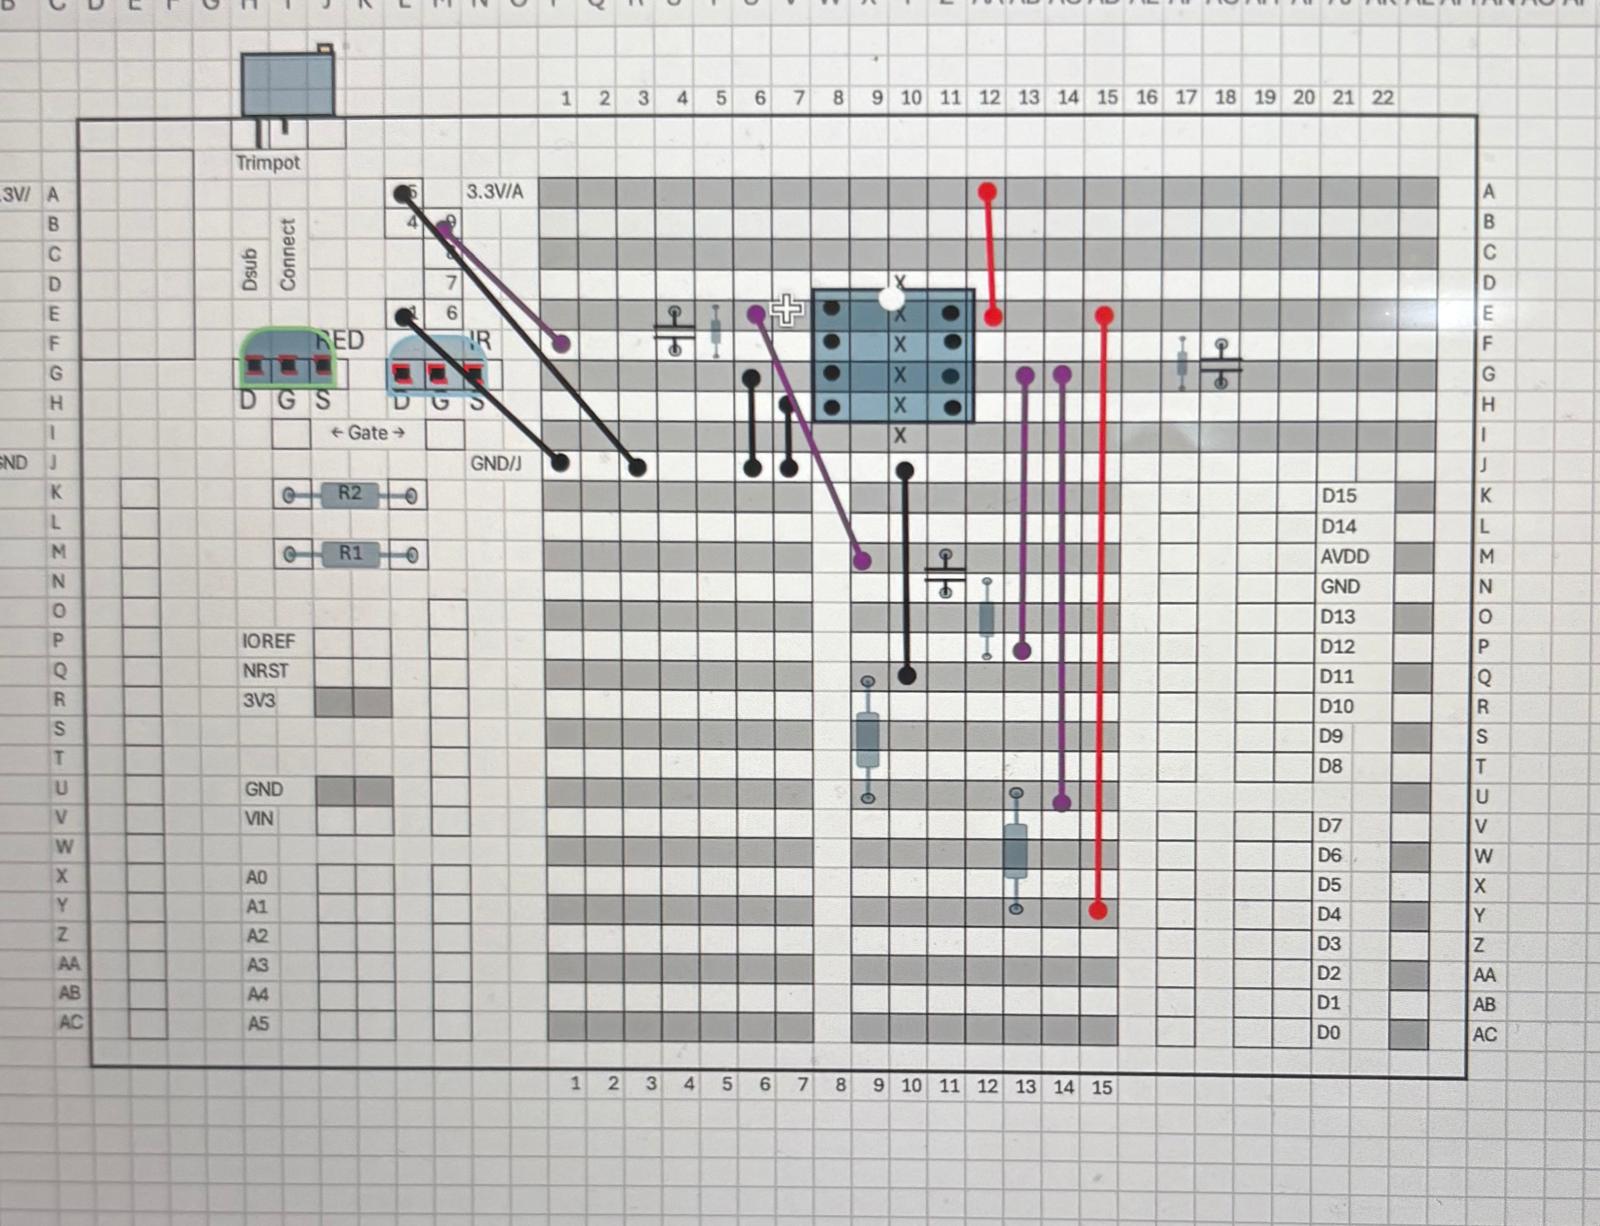 1 2 3 4 5 6 7 8 9 10 11 12 13 14 15 16 17 18 19 20 21 22
Trimpot
.3V/ A 3.3V/A A
B 4 9 B
C C
D 7 X D
E 6 X E
F RED IR X F
G X G
H D G S D G S X H
I ← Gate → X I
GND J GND/J J
K R2 D15 K
L D14 L
M R1 AVDD M
N GND N
O D13 O
P IOREF D12 P
Q NRST D11 Q
R 3V3 D10 R
S D9 S
T D8 T
U GND U
V VIN D7 V
W D6 W
X A0 D5 X
Y A1 D4 Y
Z A2 D3 Z
AA A3 D2 AA
AB A4 D1 AB
AC A5 D0 AC
Dsub
Connect
1 2 3 4 5 6 7 8 9 10 11 12 13 14 15